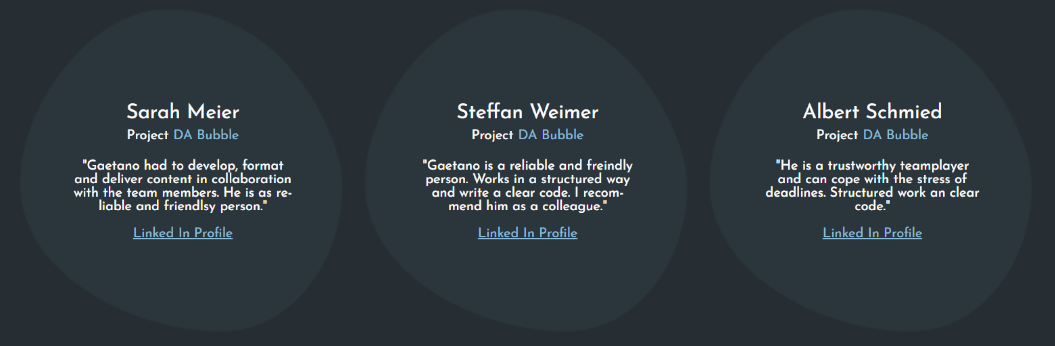 Sarah Meier
Project DA Bubble
"Gaetano had to develop, format
and deliver content in collaboration
with the team members. He is as re-
liable and friendlsy person."
Linked In Profile
Steffan Weimer
Project DA Bubble
"Gaetano is a reliable and freindly
person. Works in a structured way
and write a clear code. I recom-
mend him as a colleague."
Linked In Profile
Albert Schmied
Project DA Bubble
"He is a trustworthy teamplayer
and can cope with the stress of
deadlines. Structured work an clear
code."
Linked In Profile